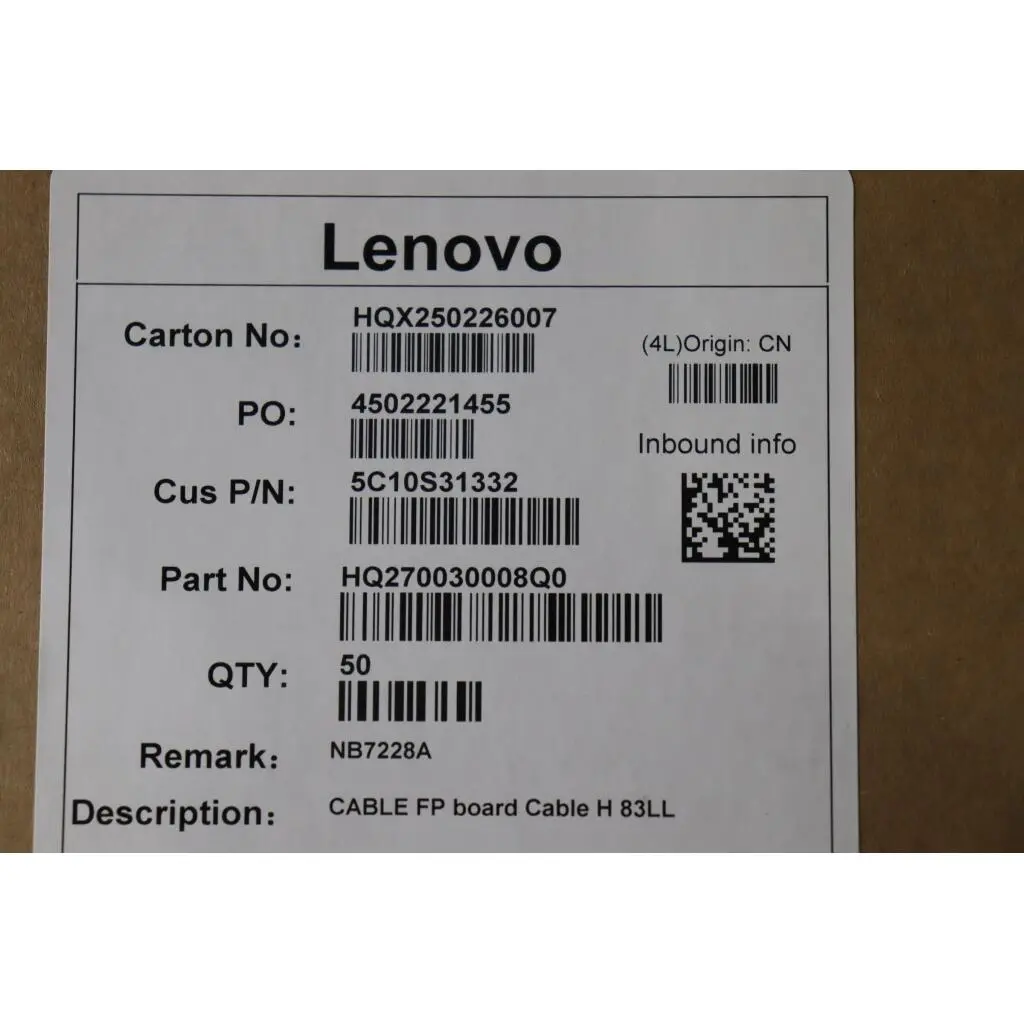 Lenovo
Carton No: HQX250226007
(4L)Origin: CN
PO: 4502221455
Inbound info
Cus P/N: 5C10S31332
Part No: HQ270030008Q0
QTY: 50
Remark: NB7228A
Description: CABLE FP board Cable H 83LL